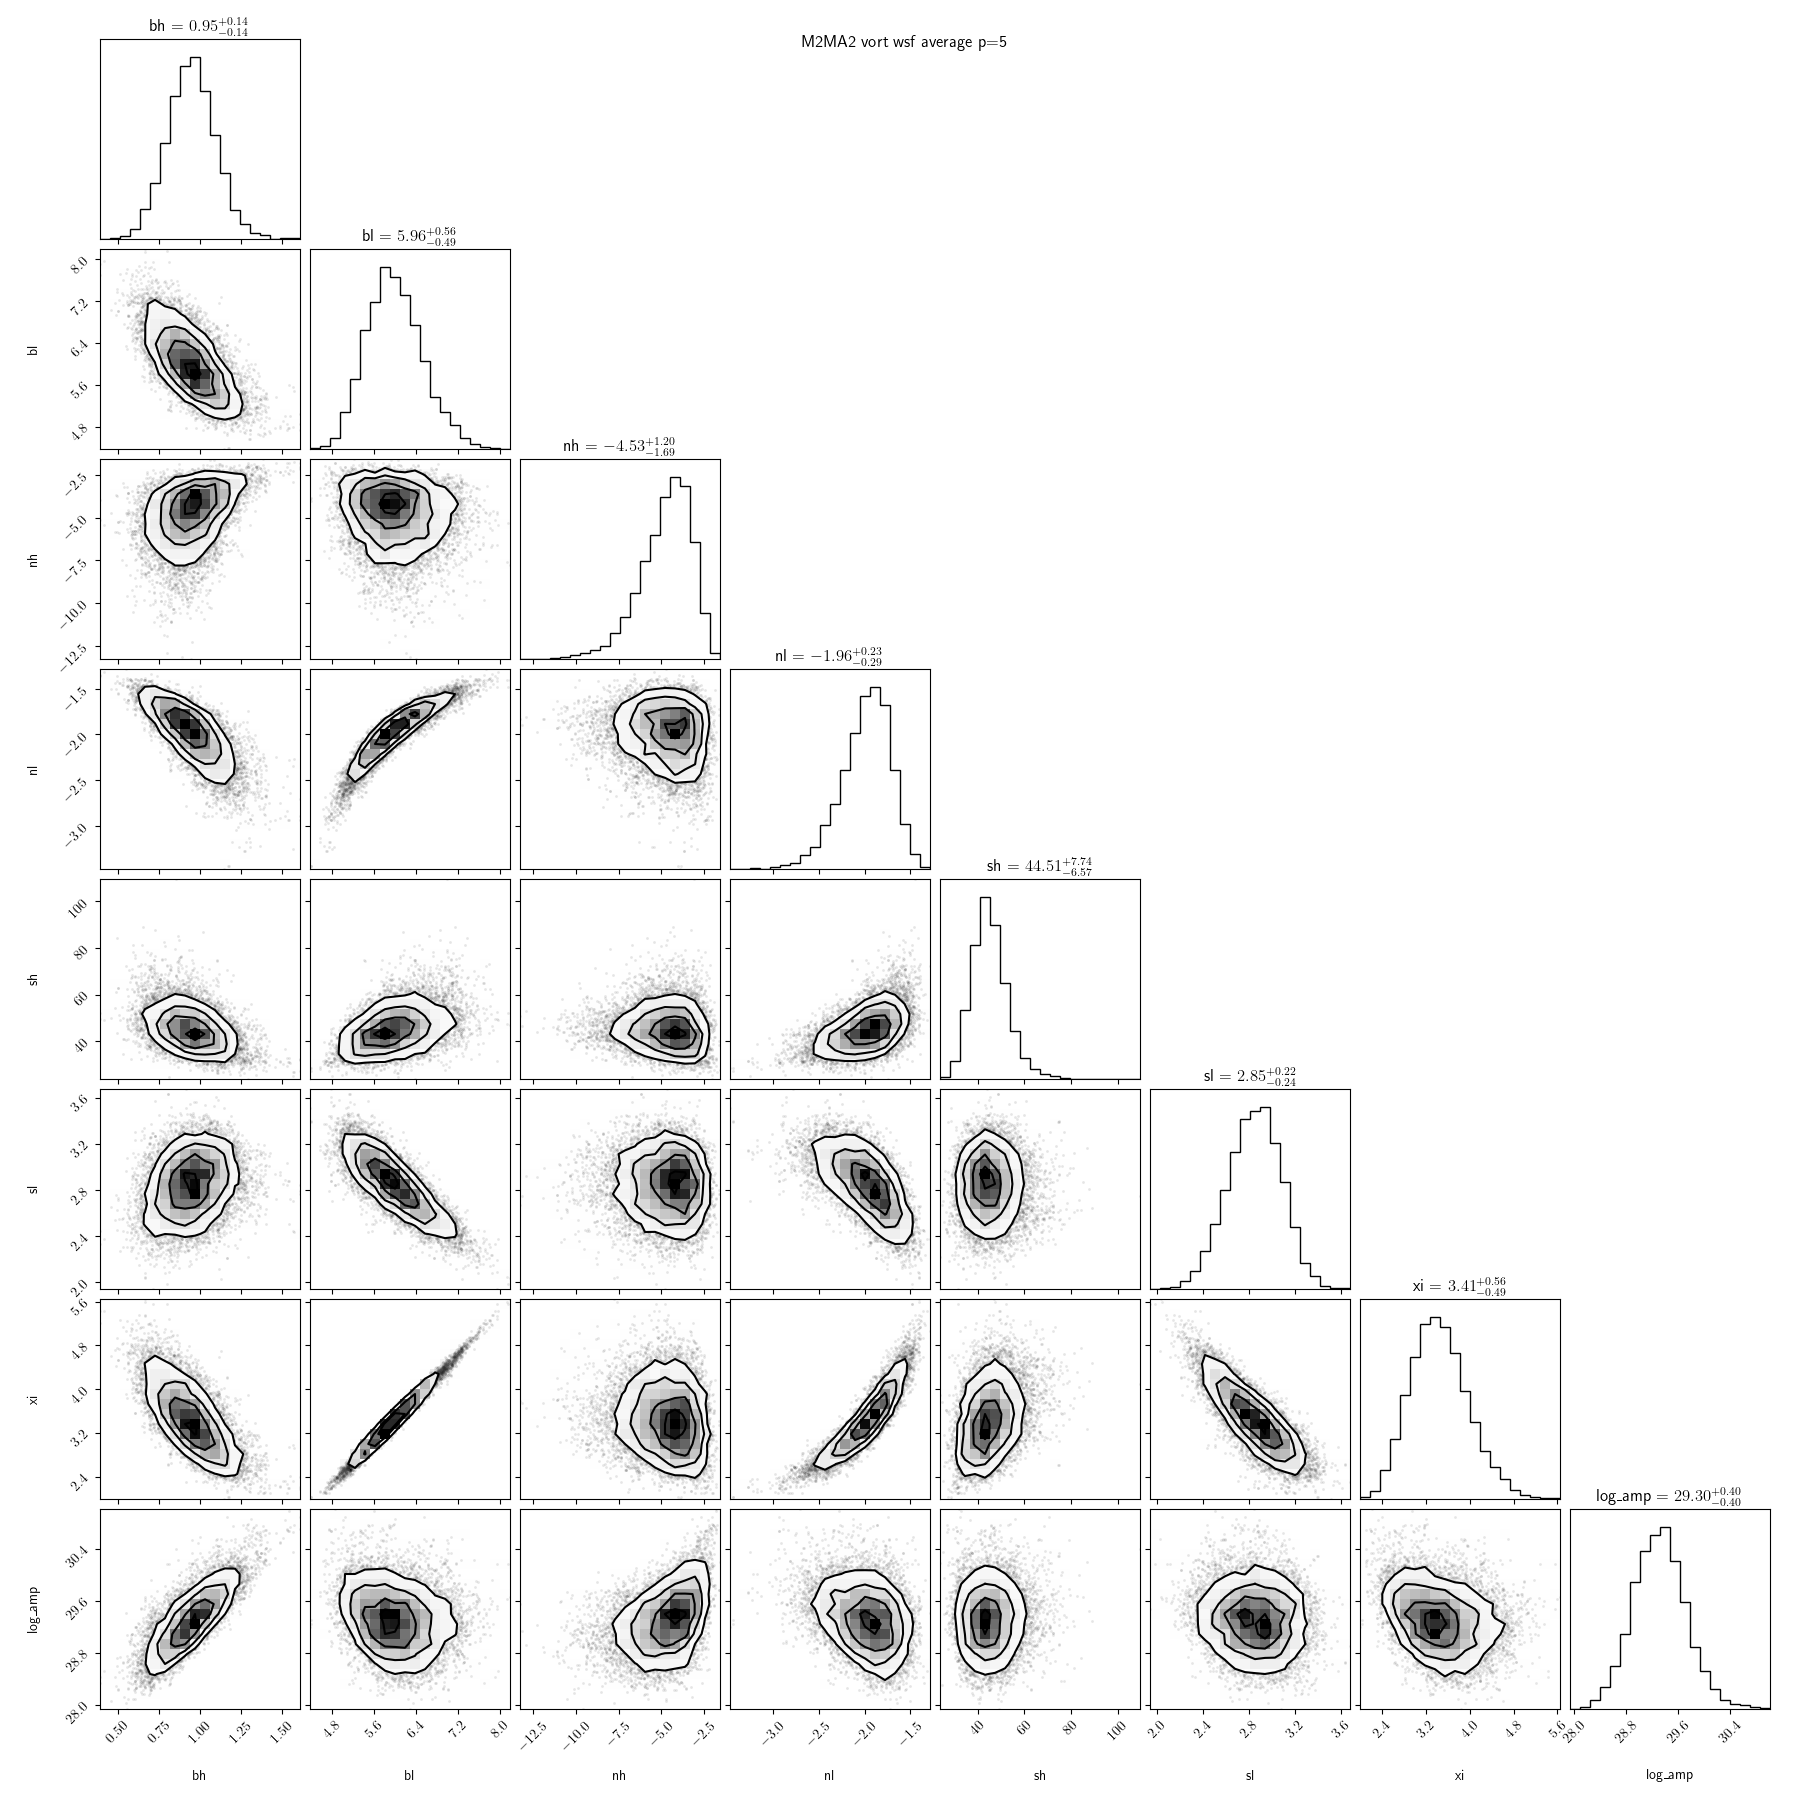 bh = 0.95+0.14−0.14
M2MA2 vort wsf average p=5
bl = 5.96+0.56−0.49
8.0
7.2
6.4
5.6
4.8
bl
nh = −4.53+1.20−1.69
−2.5
−5.0
−7.5
−10.0
−12.5
nh
nl = −1.96+0.23−0.29
−1.5
−2.0
−2.5
−3.0
nl
sh = 44.51+7.74−6.57
100
80
60
40
sh
sl = 2.85+0.22−0.24
3.6
3.2
2.8
2.4
2.0
sl
xi = 3.41+0.56−0.49
5.6
4.8
4.0
3.2
2.4
xi
log_amp = 29.30+0.40−0.40
30.4
29.6
28.8
28.0
log_amp
0.50 0.75 1.00 1.25 1.50 4.8 5.6 6.4 7.2 8.0 −12.5 −10.0 −7.5 −5.0 −2.5 −3.0 −2.5 −2.0 −1.5 40 60 80 100 2.0 2.4 2.8 3.2 3.6 2.4 3.2 4.0 4.8 5.6 28.0 28.8 29.6 30.4
bh bl nh nl sh sl xi log_amp